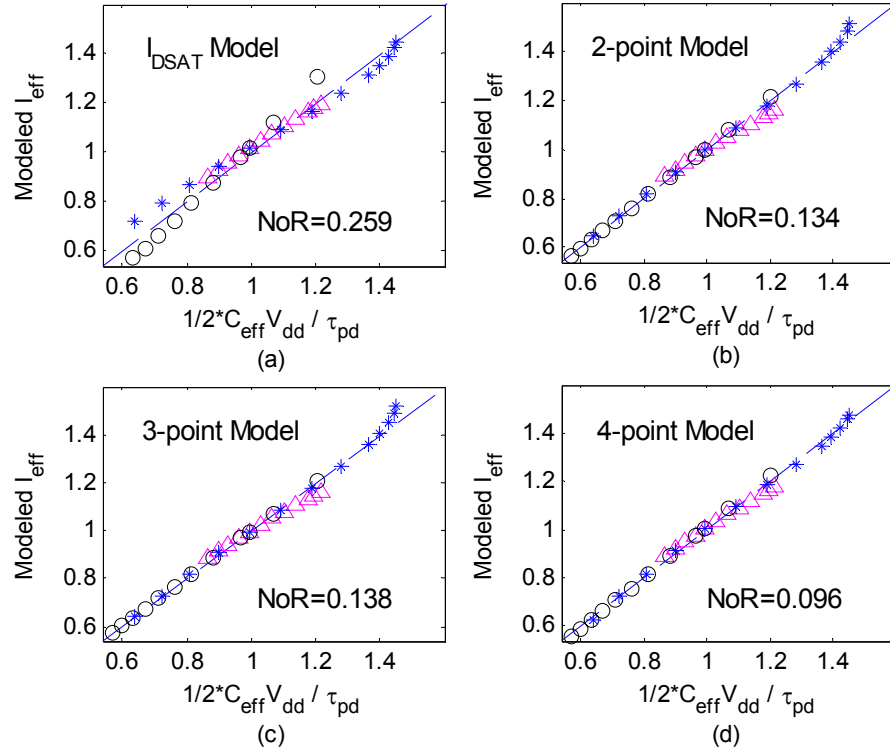 I_DSAT Model
NoR=0.259
Modeled I_eff
1.4
1.2
1
0.8
0.6
0.6 0.8 1 1.2 1.4
1/2*C_eff V_dd / τ_pd
(a)
2-point Model
NoR=0.134
Modeled I_eff
1.4
1.2
1
0.8
0.6
0.6 0.8 1 1.2 1.4
1/2*C_eff V_dd / τ_pd
(b)
3-point Model
NoR=0.138
Modeled I_eff
1.4
1.2
1
0.8
0.6
0.6 0.8 1 1.2 1.4
1/2*C_eff V_dd / τ_pd
(c)
4-point Model
NoR=0.096
Modeled I_eff
1.4
1.2
1
0.8
0.6
0.6 0.8 1 1.2 1.4
1/2*C_eff V_dd / τ_pd
(d)